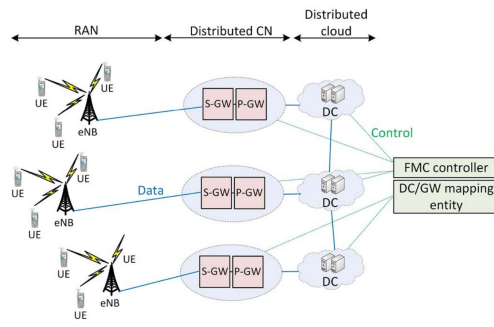 RAN
Distributed CN
Distributed
cloud
UE
UE
UE
eNB
S-GW
P-GW
DC
Control
FMC controller
DC/GW mapping
entity
UE
UE
UE
eNB
Data
S-GW
P-GW
DC
UE
UE
UE
eNB
S-GW
P-GW
DC